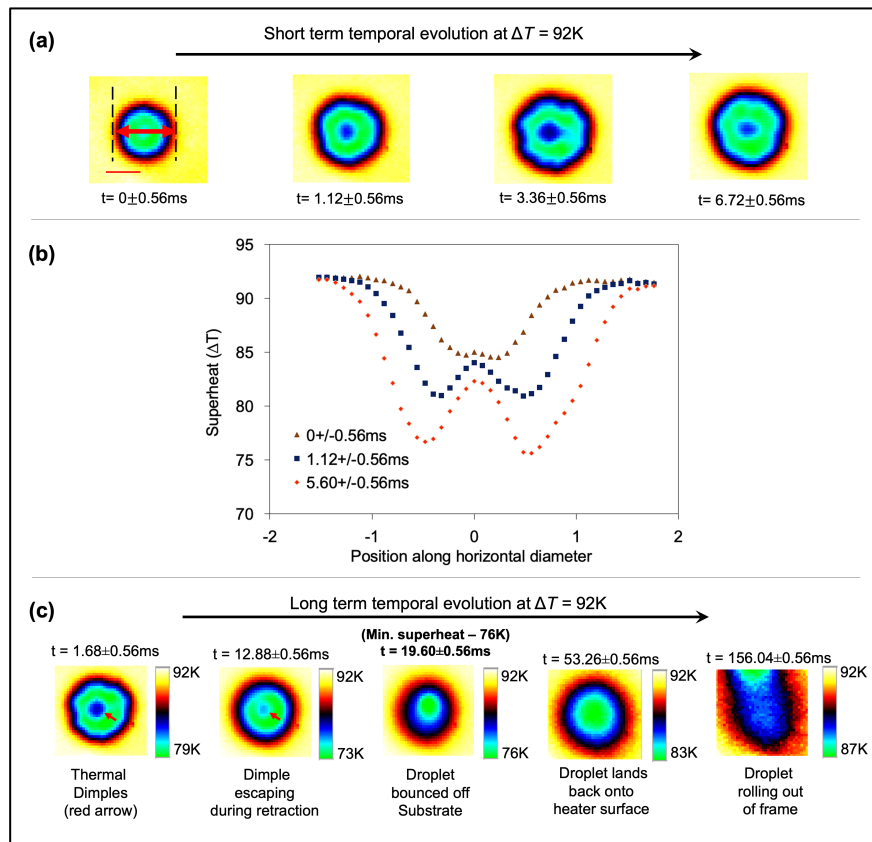 (a)
Short term temporal evolution at ΔT = 92K
t= 0±0.56ms
t= 1.12±0.56ms
t= 3.36±0.56ms
t= 6.72±0.56ms
(b)
95
90
85
80
75
70
-2
-1
0
1
2
Superheat (ΔT)
Position along horizontal diameter
0+/-0.56ms
1.12+/-0.56ms
5.60+/-0.56ms
(c)
Long term temporal evolution at ΔT = 92K
(Min. superheat – 76K)
t = 1.68±0.56ms
t = 12.88±0.56ms
t = 19.60±0.56ms
t = 53.26±0.56ms
t = 156.04±0.56ms
92K
79K
92K
73K
92K
76K
92K
83K
92K
87K
Thermal
Dimples
(red arrow)
Dimple
escaping
during retraction
Droplet
bounced off
Substrate
Droplet lands
back onto
heater surface
Droplet
rolling out
of frame